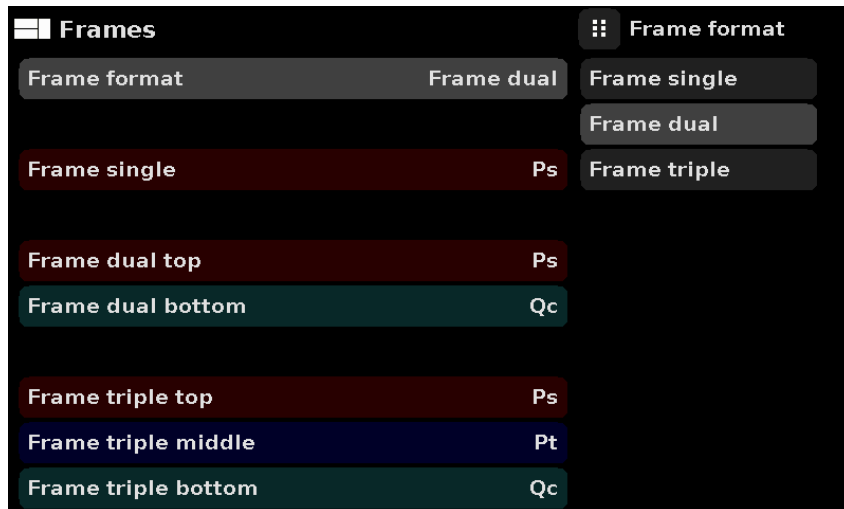 Frames
Frame format Frame dual
Frame single Ps
Frame dual top Ps
Frame dual bottom Qc
Frame triple top Ps
Frame triple middle Pt
Frame triple bottom Qc
Frame format
Frame single
Frame dual
Frame triple